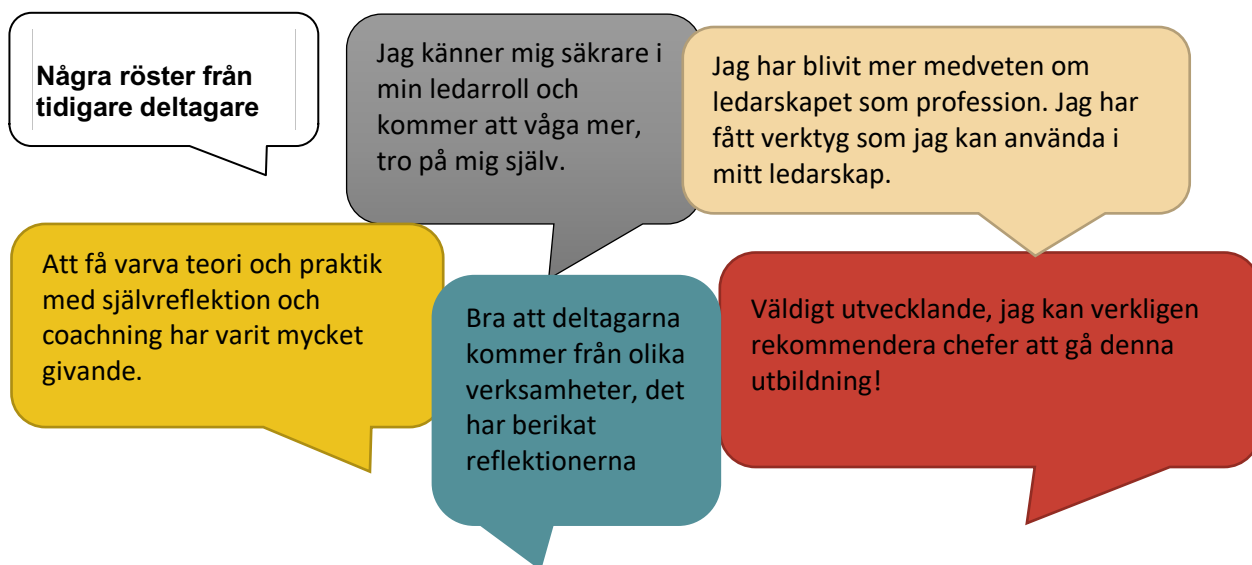 Några röster från
tidigare deltagare
Jag känner mig säkrare i
min ledarroll och
kommer att våga mer,
tro på mig själv.
Jag har blivit mer medveten om
ledarskapet som profession. Jag har
fått verktyg som jag kan använda i
mitt ledarskap.
Att få varva teori och praktik
med självreflektion och
coachning har varit mycket
givande.
Bra att deltagarna
kommer från olika
verksamheter, det
har berikat
reflektionerna
Väldigt utvecklande, jag kan verkligen
rekommendera chefer att gå denna
utbildning!